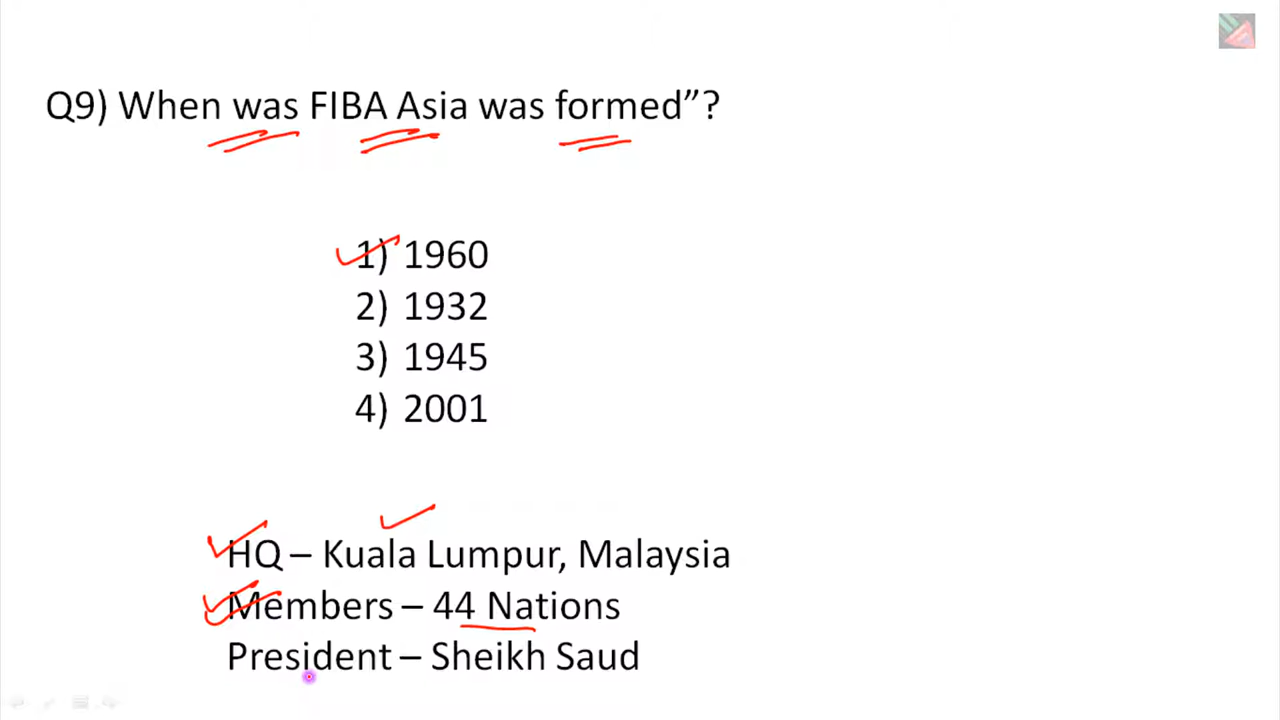 Q9) When was FIBA Asia was formed”?
1) 1960
2) 1932
3) 1945
4) 2001
HQ – Kuala Lumpur, Malaysia
Members – 44 Nations
President – Sheikh Saud